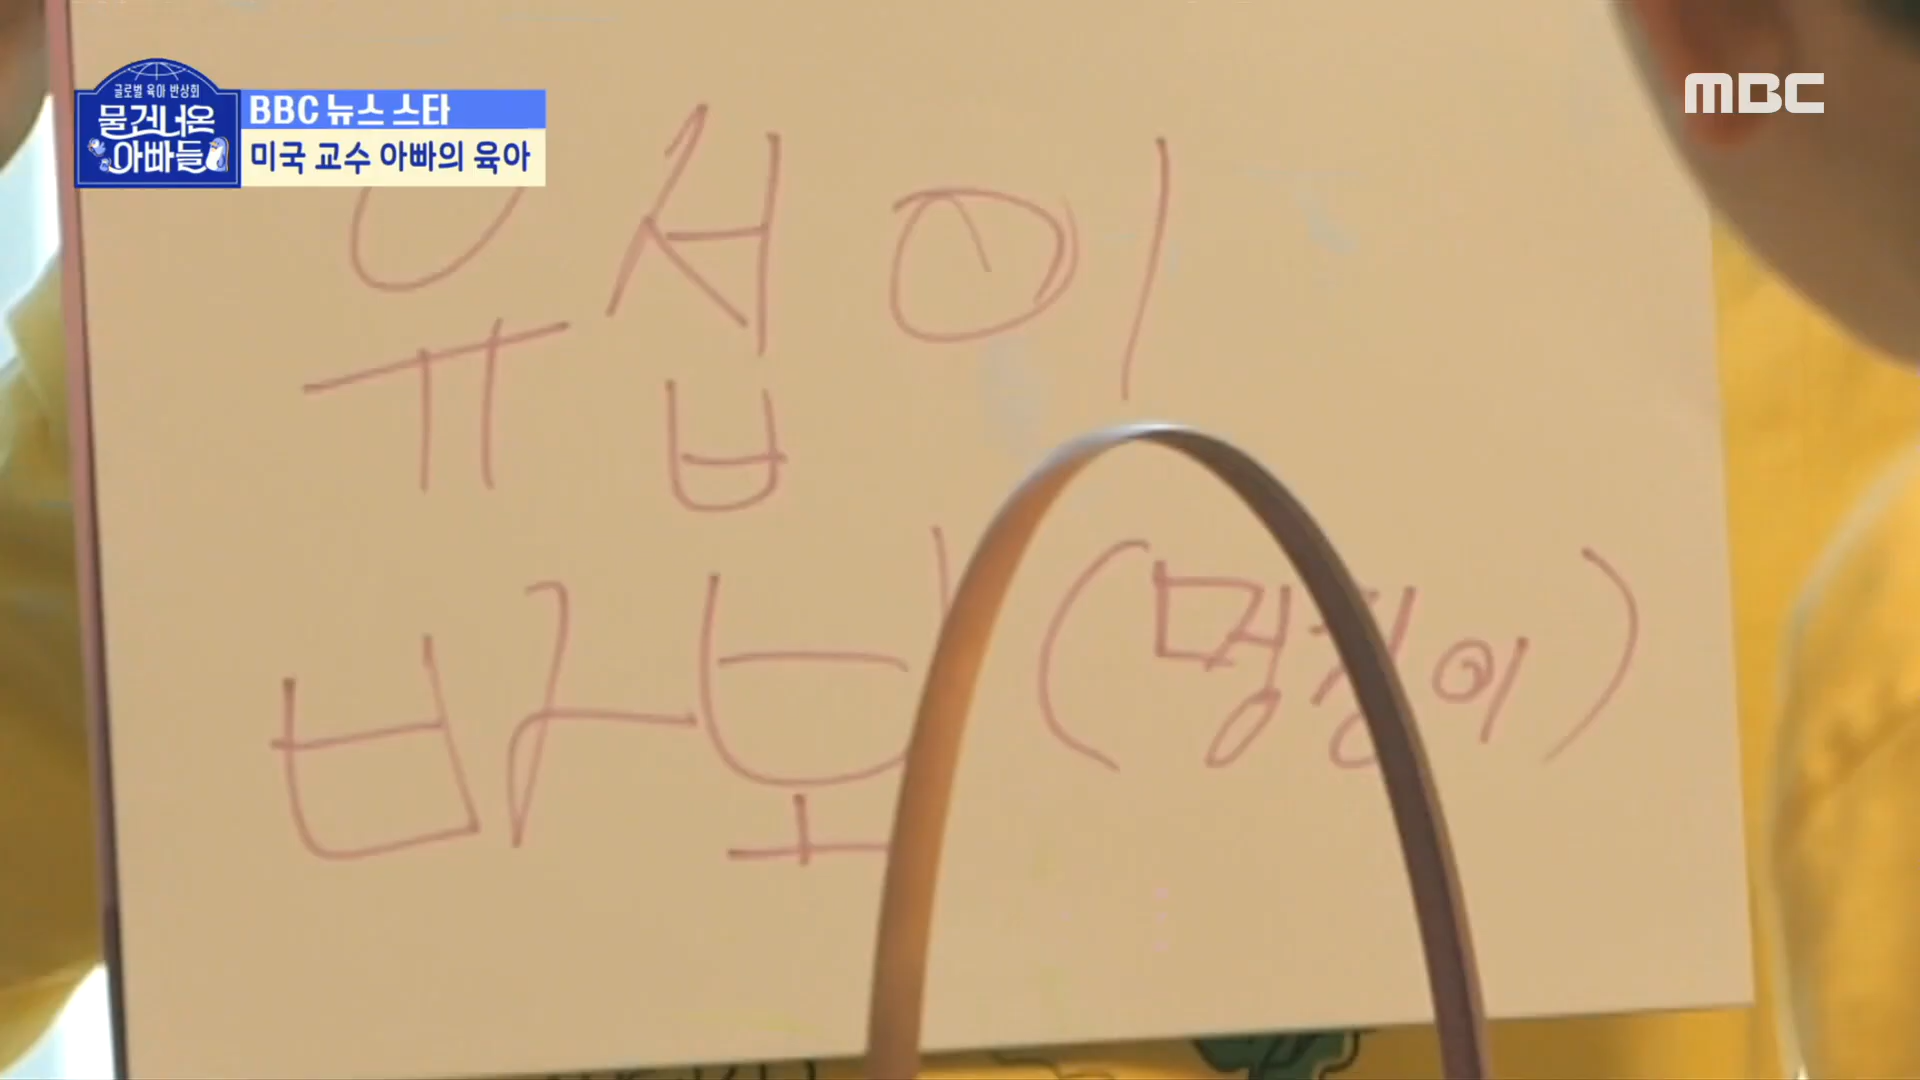 글로벌 육아 반상회
물건너온
아빠들
BBC 뉴스 스타
미국 교수 아빠의 육아
MBC
유섭이
바보 (멍청이)